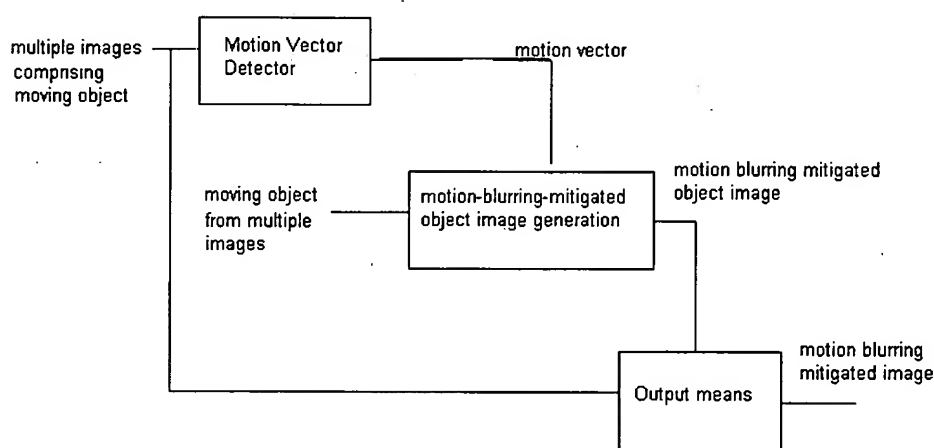 multiple images
comprising
moving object
Motion Vector
Detector
motion vector
moving object
from multiple
images
motion-blurring-mitigated
object image generation
motion blurring mitigated
object image
Output means
motion blurring
mitigated image